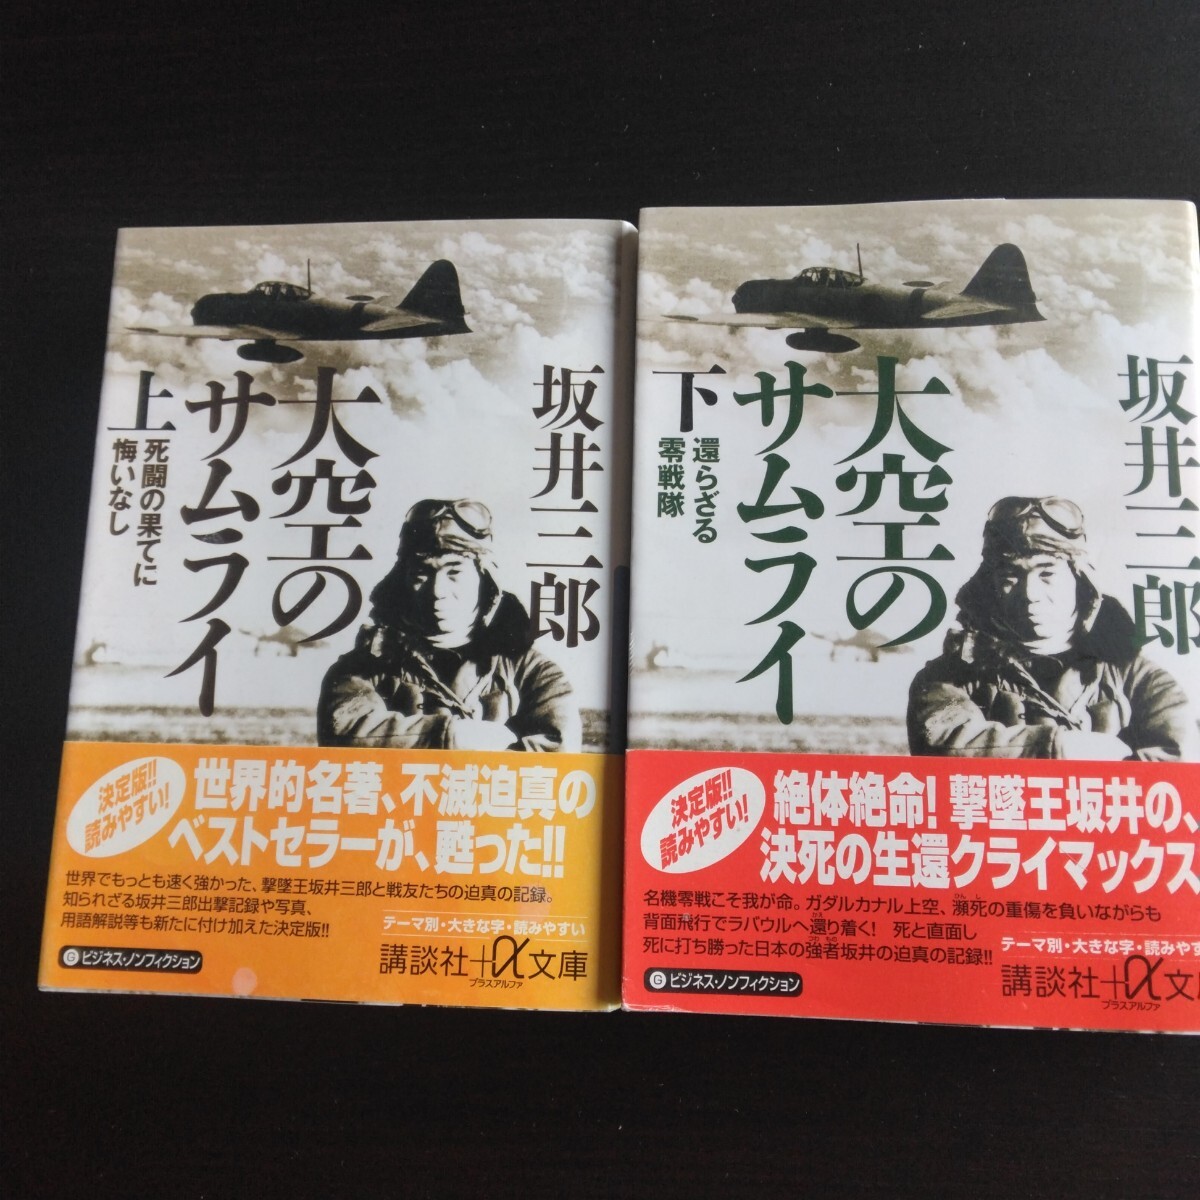 坂井三郎
大空の
サムライ
上
死闘の果てに
悔いなし
決定版!!
読みやすい!
世界的名著、不滅迫真の
ベストセラーが、甦った!!
世界でもっとも速く強かった、撃墜王坂井三郎と戦友たちの迫真の記録。
知られざる坂井三郎出撃記録や写真、
用語解説等も新たに付け加えた決定版!!
テーマ別・大きな字・読みやすい
G ビジネス・ノンフィクション
講談社+α文庫
プラスアルファ
坂井三郎
大空の
サムライ
下
還らざる
零戦隊
決定版!!
読みやすい!
絶体絶命!撃墜王坂井の、
決死の生還クライマックス
名機零戦こそ我が命。ガダルカナル上空、瀕死の重傷を負いながらも
背面飛行でラバウルへ還り着く! 死と直面し
死に打ち勝った日本の強者坂井の迫真の記録!!
テーマ別・大きな字・読みやす
G ビジネス・ノンフィクション
講談社+α文
プラスアルファ